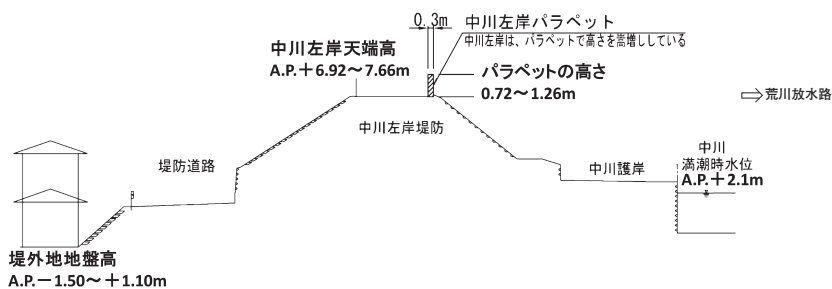 0.3m
中川左岸パラペット
中川左岸は、パラペットで高さを嵩増ししている
中川左岸天端高
A.P.＋6.92～7.66m
パラペットの高さ
0.72～1.26m
荒川放水路
中川左岸堤防
堤防道路
中川護岸
中川
満潮時水位
A.P.＋2.1m
堤外地地盤高
A.P.－1.50～＋1.10m